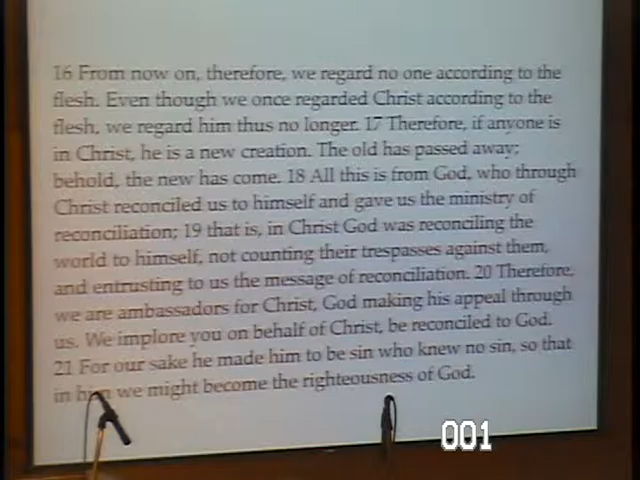 16 From now on, therefore, we regard no one according to the
flesh. Even though we once regarded Christ according to the
flesh, we regard him thus no longer. 17 Therefore, if anyone is
in Christ, he is a new creation. The old has passed away;
behold, the new has come. 18 All this is from God, who through
Christ reconciled us to himself and gave us the ministry of
reconciliation; 19 that is, in Christ God was reconciling the
world to himself, not counting their trespasses against them,
and entrusting to us the message of reconciliation. 20 Therefore,
we are ambassadors for Christ, God making his appeal through
us. We implore you on behalf of Christ, be reconciled to God.
21 For our sake he made him to be sin who knew no sin, so that
in him we might become the righteousness of God.
001